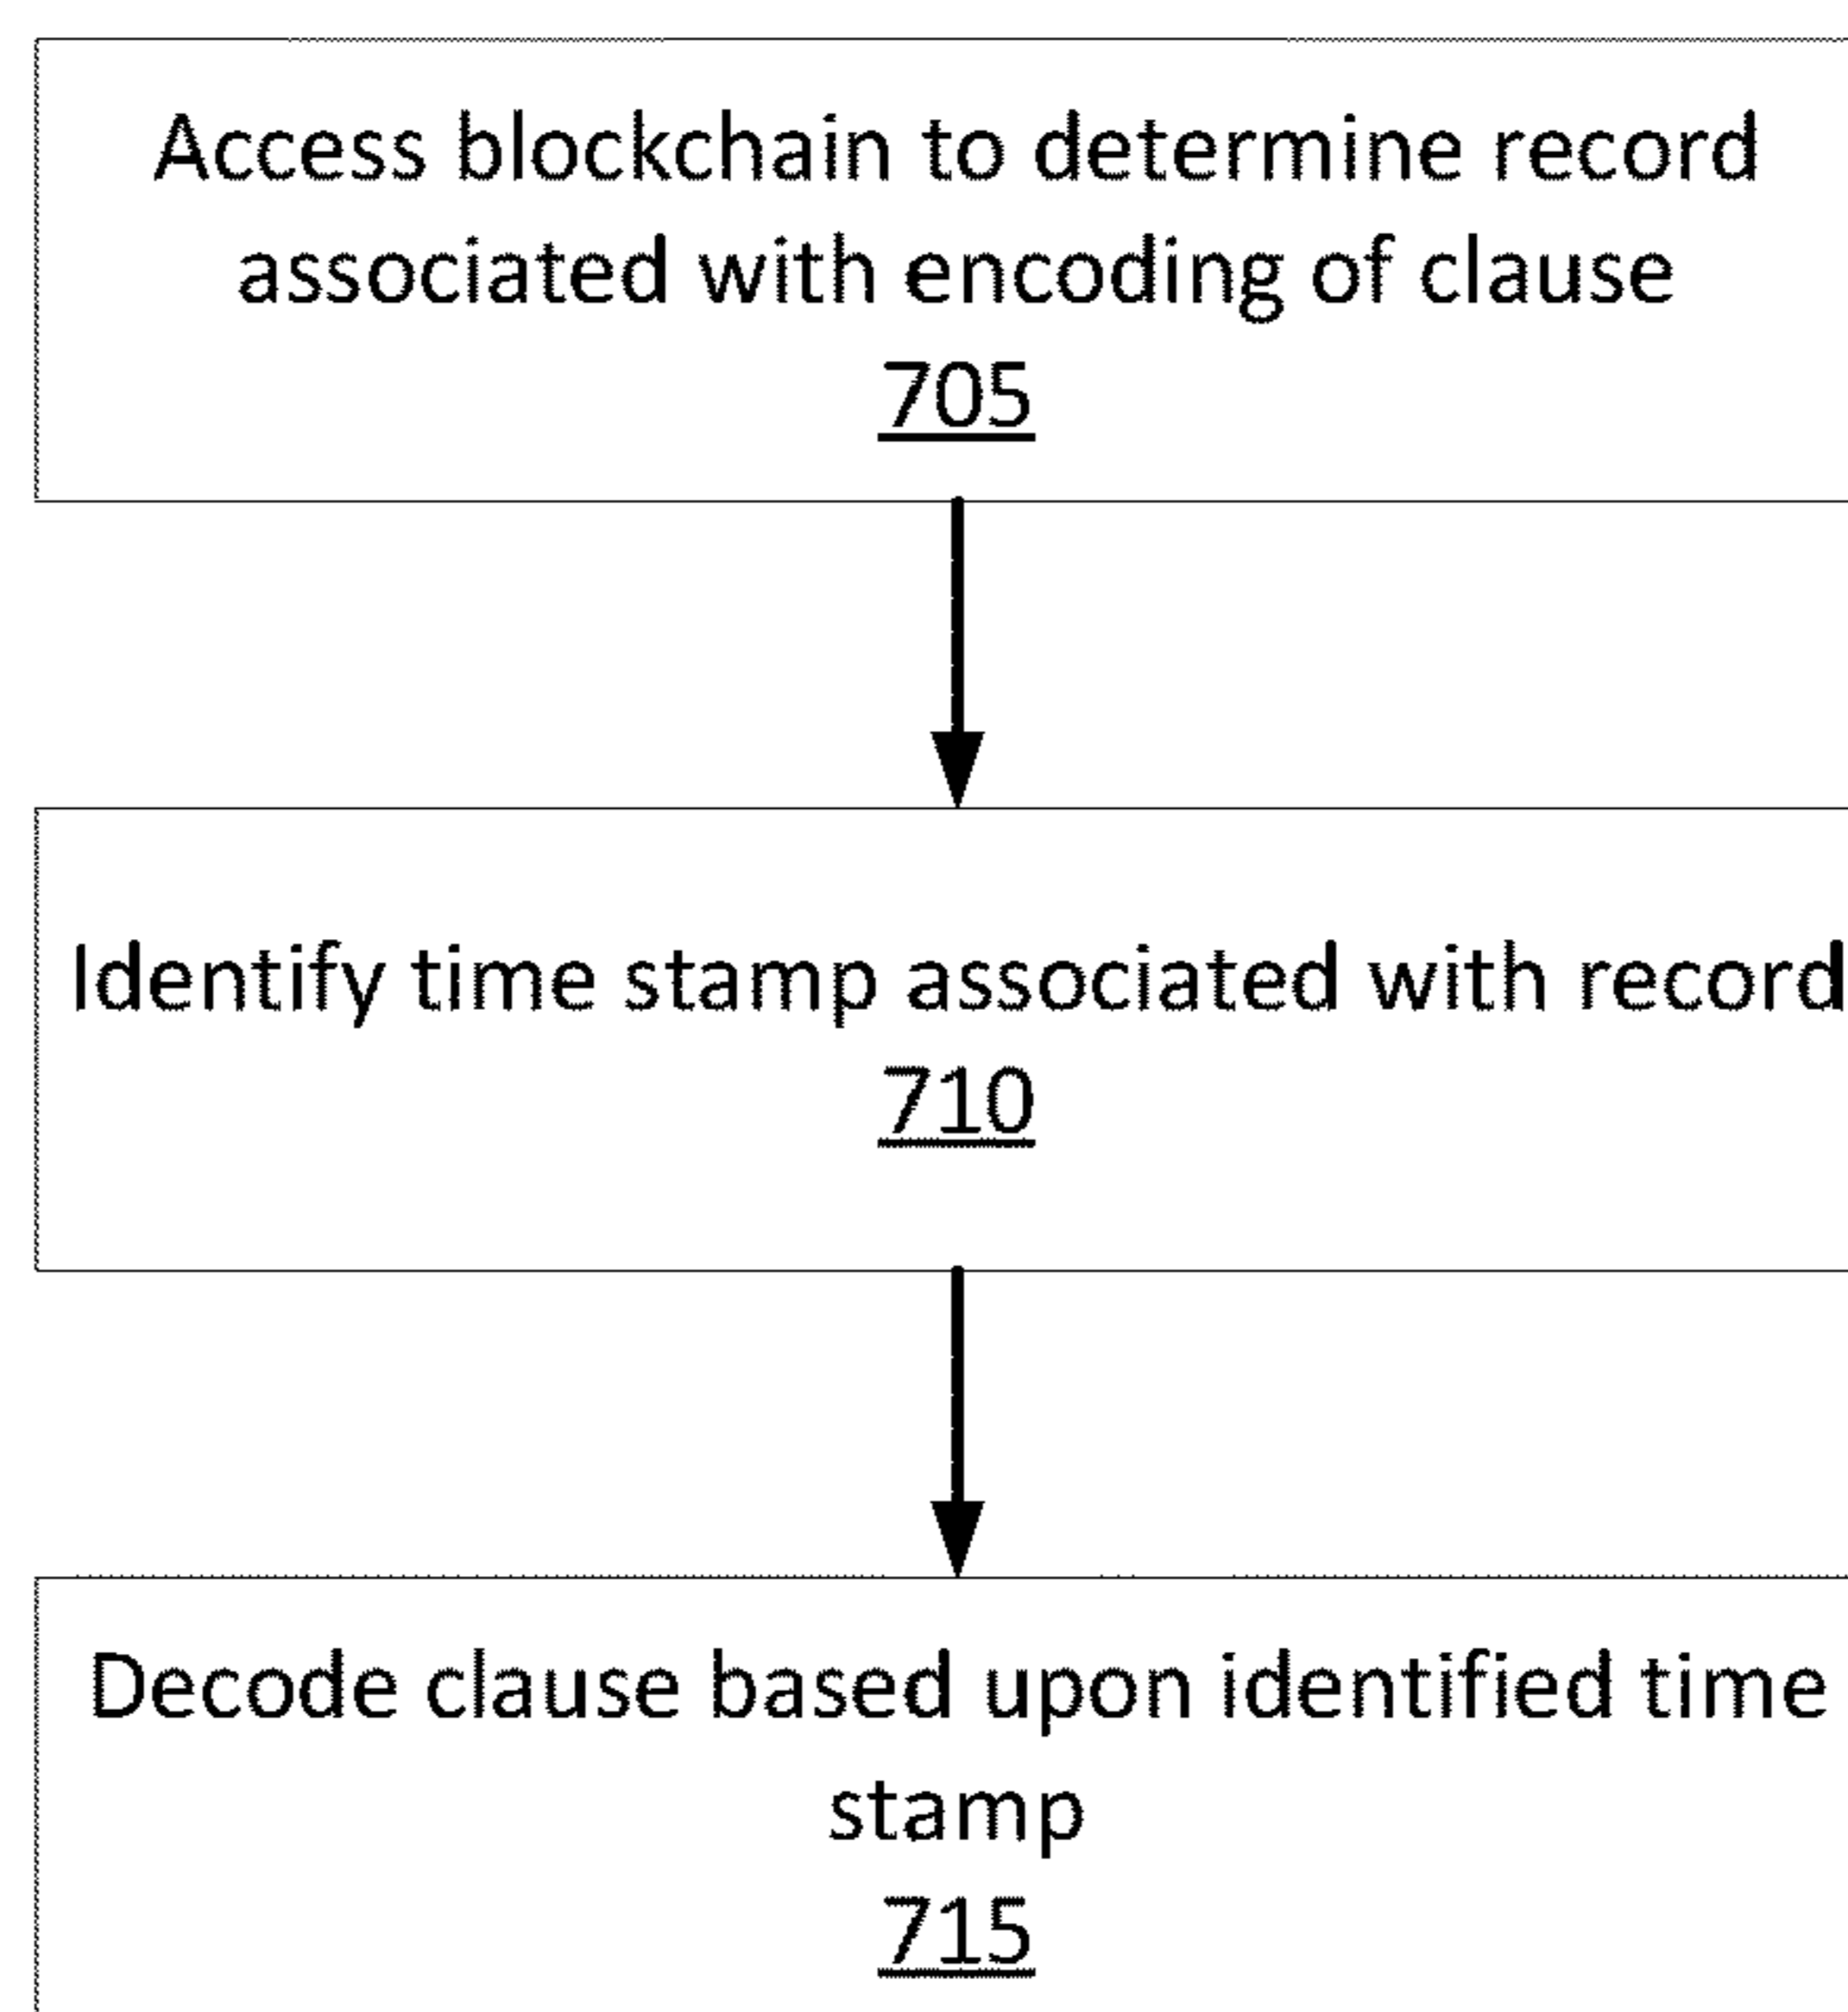 Access blockchain to determine record
associated with encoding of clause
705
Identify time stamp associated with record
710
Decode clause based upon identified time
stamp
715